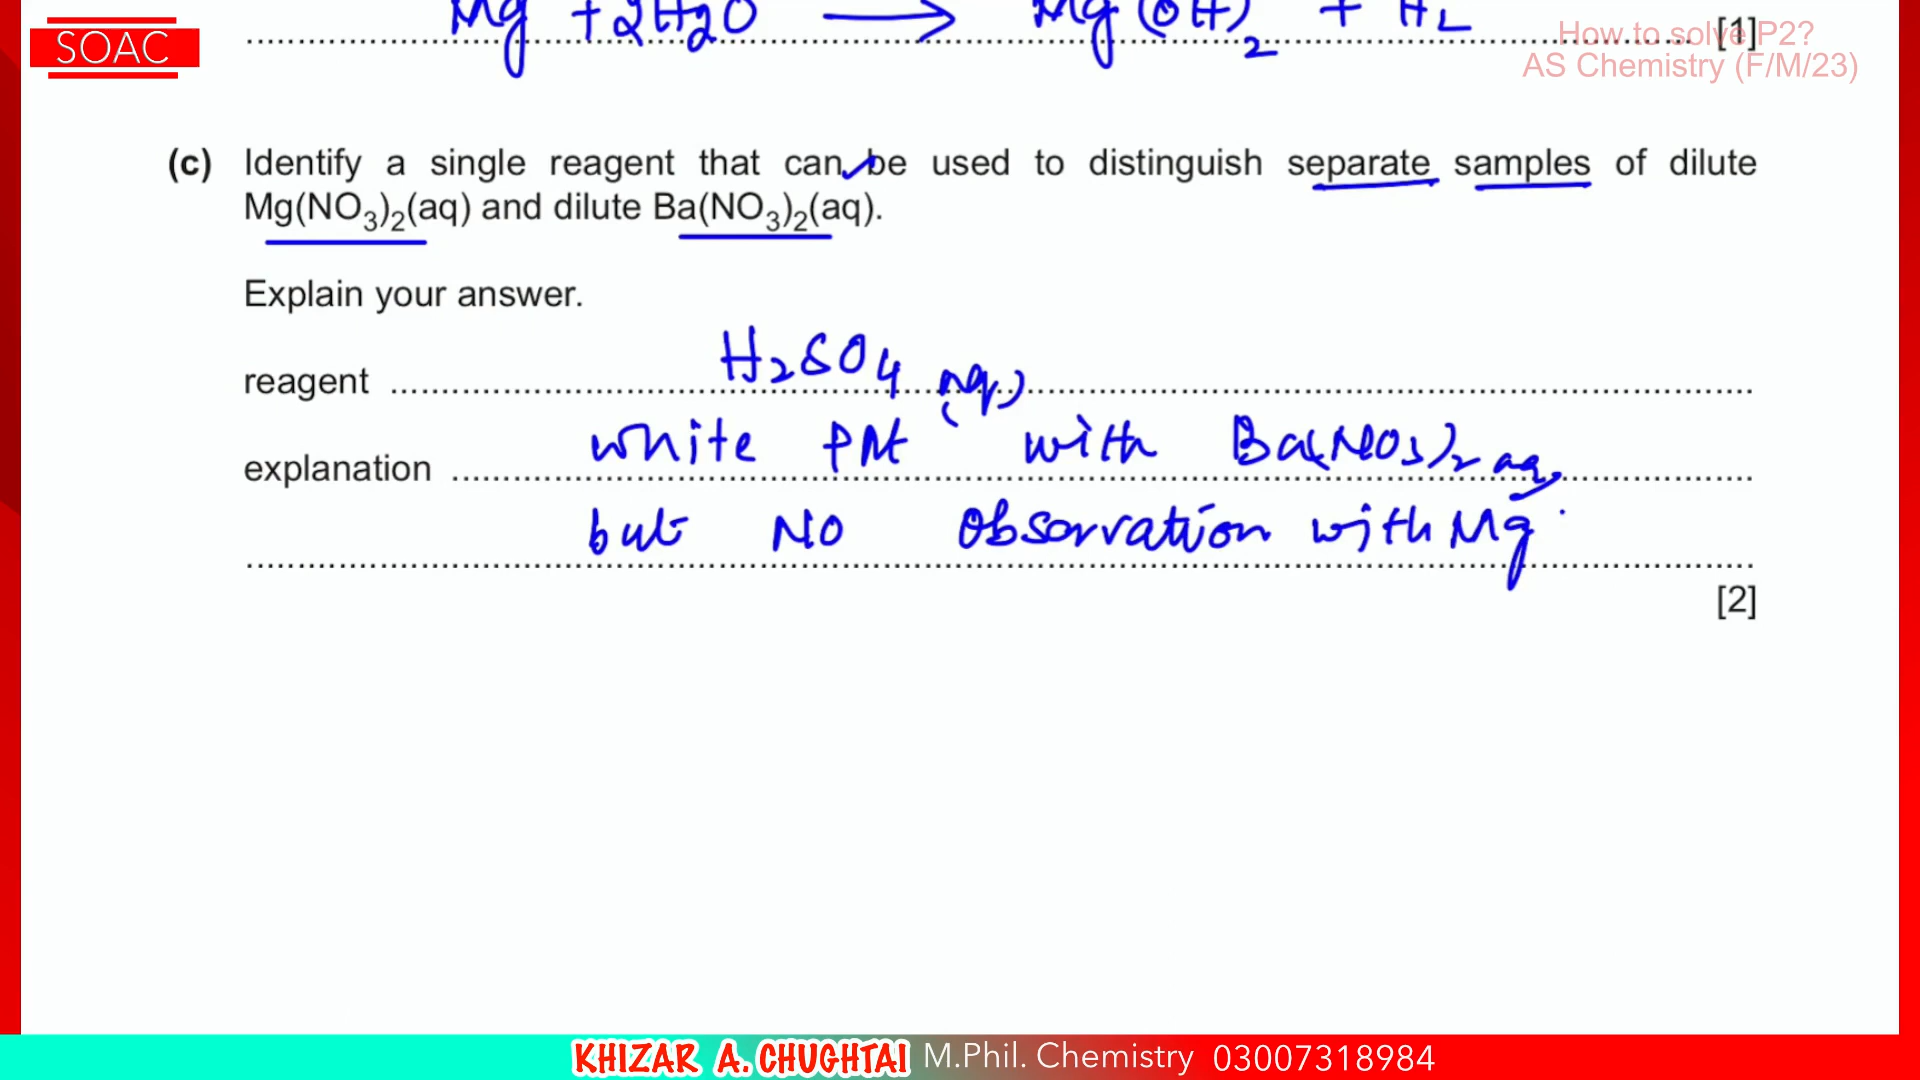 Mg + 2H2O → Mg(OH)2 + H2
SOAC
[1]
How to solve P2?
AS Chemistry (F/M/23)
(c) Identify a single reagent that can be used to distinguish separate samples of dilute
Mg(NO3)2(aq) and dilute Ba(NO3)2(aq).
Explain your answer.
reagent H2SO4 (aq)
explanation white PPt with Ba(NO3)2 aq,
but NO Observation with Mg
[2]
KHIZAR A. CHUGHTAI M.Phil. Chemistry 03007318984